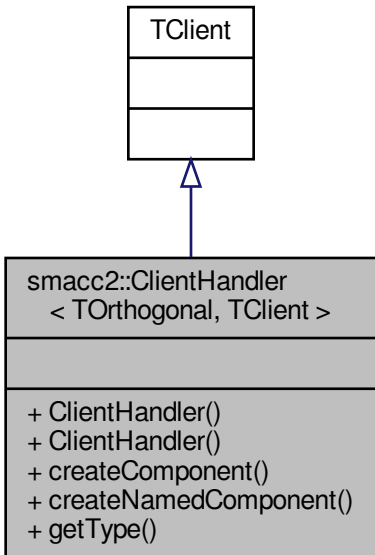 TClient
smacc2::ClientHandler
< TOrthogonal, TClient >
+ ClientHandler()
+ ClientHandler()
+ createComponent()
+ createNamedComponent()
+ getType()